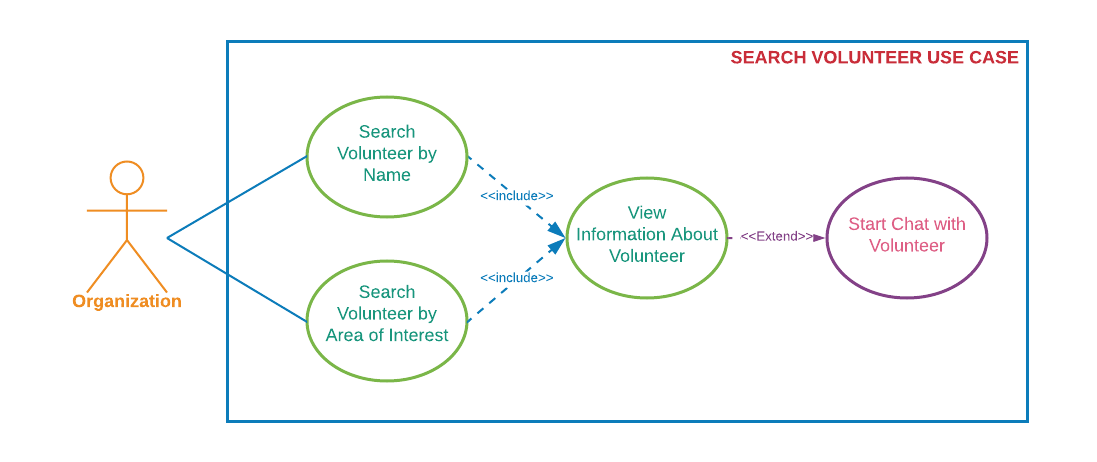 SEARCH VOLUNTEER USE CASE
Search
Volunteer by
Name
<<include>>
View
Information About
Volunteer
<<Extend>>
Start Chat with
Volunteer
Organization
<<include>>
Search
Volunteer by
Area of Interest